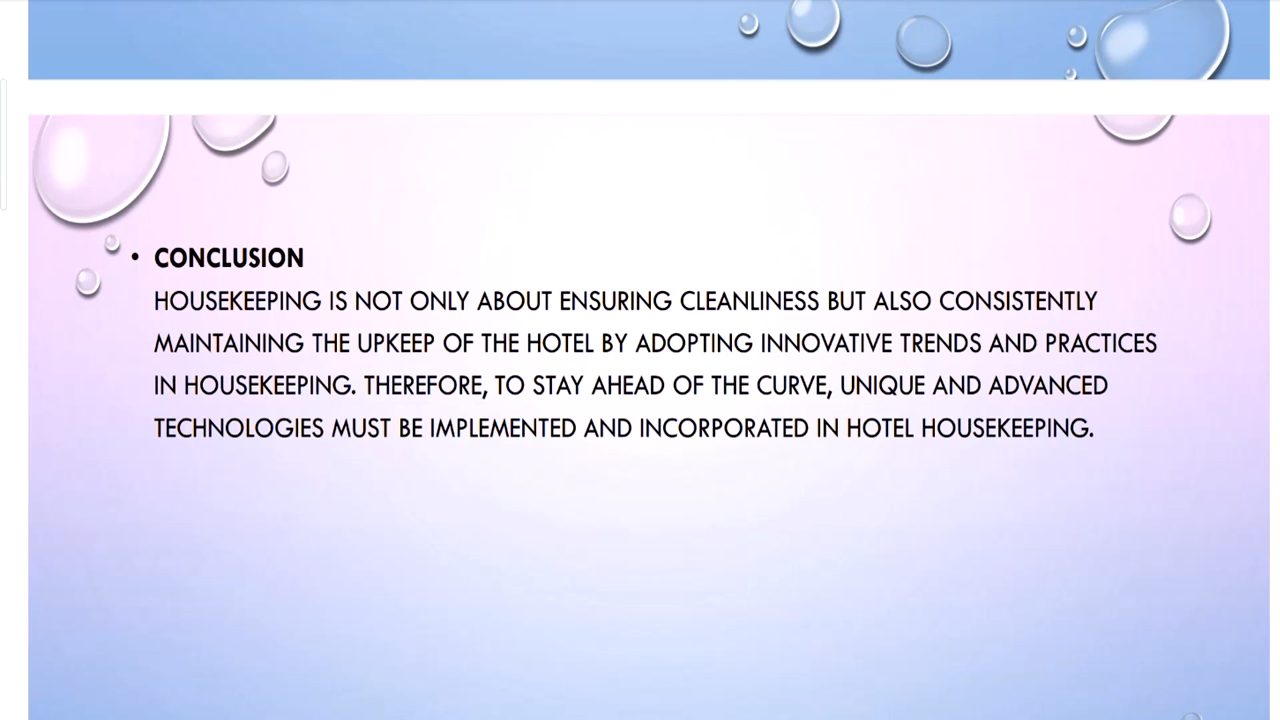 • CONCLUSION
HOUSEKEEPING IS NOT ONLY ABOUT ENSURING CLEANLINESS BUT ALSO CONSISTENTLY
MAINTAINING THE UPKEEP OF THE HOTEL BY ADOPTING INNOVATIVE TRENDS AND PRACTICES
IN HOUSEKEEPING. THEREFORE, TO STAY AHEAD OF THE CURVE, UNIQUE AND ADVANCED
TECHNOLOGIES MUST BE IMPLEMENTED AND INCORPORATED IN HOTEL HOUSEKEEPING.